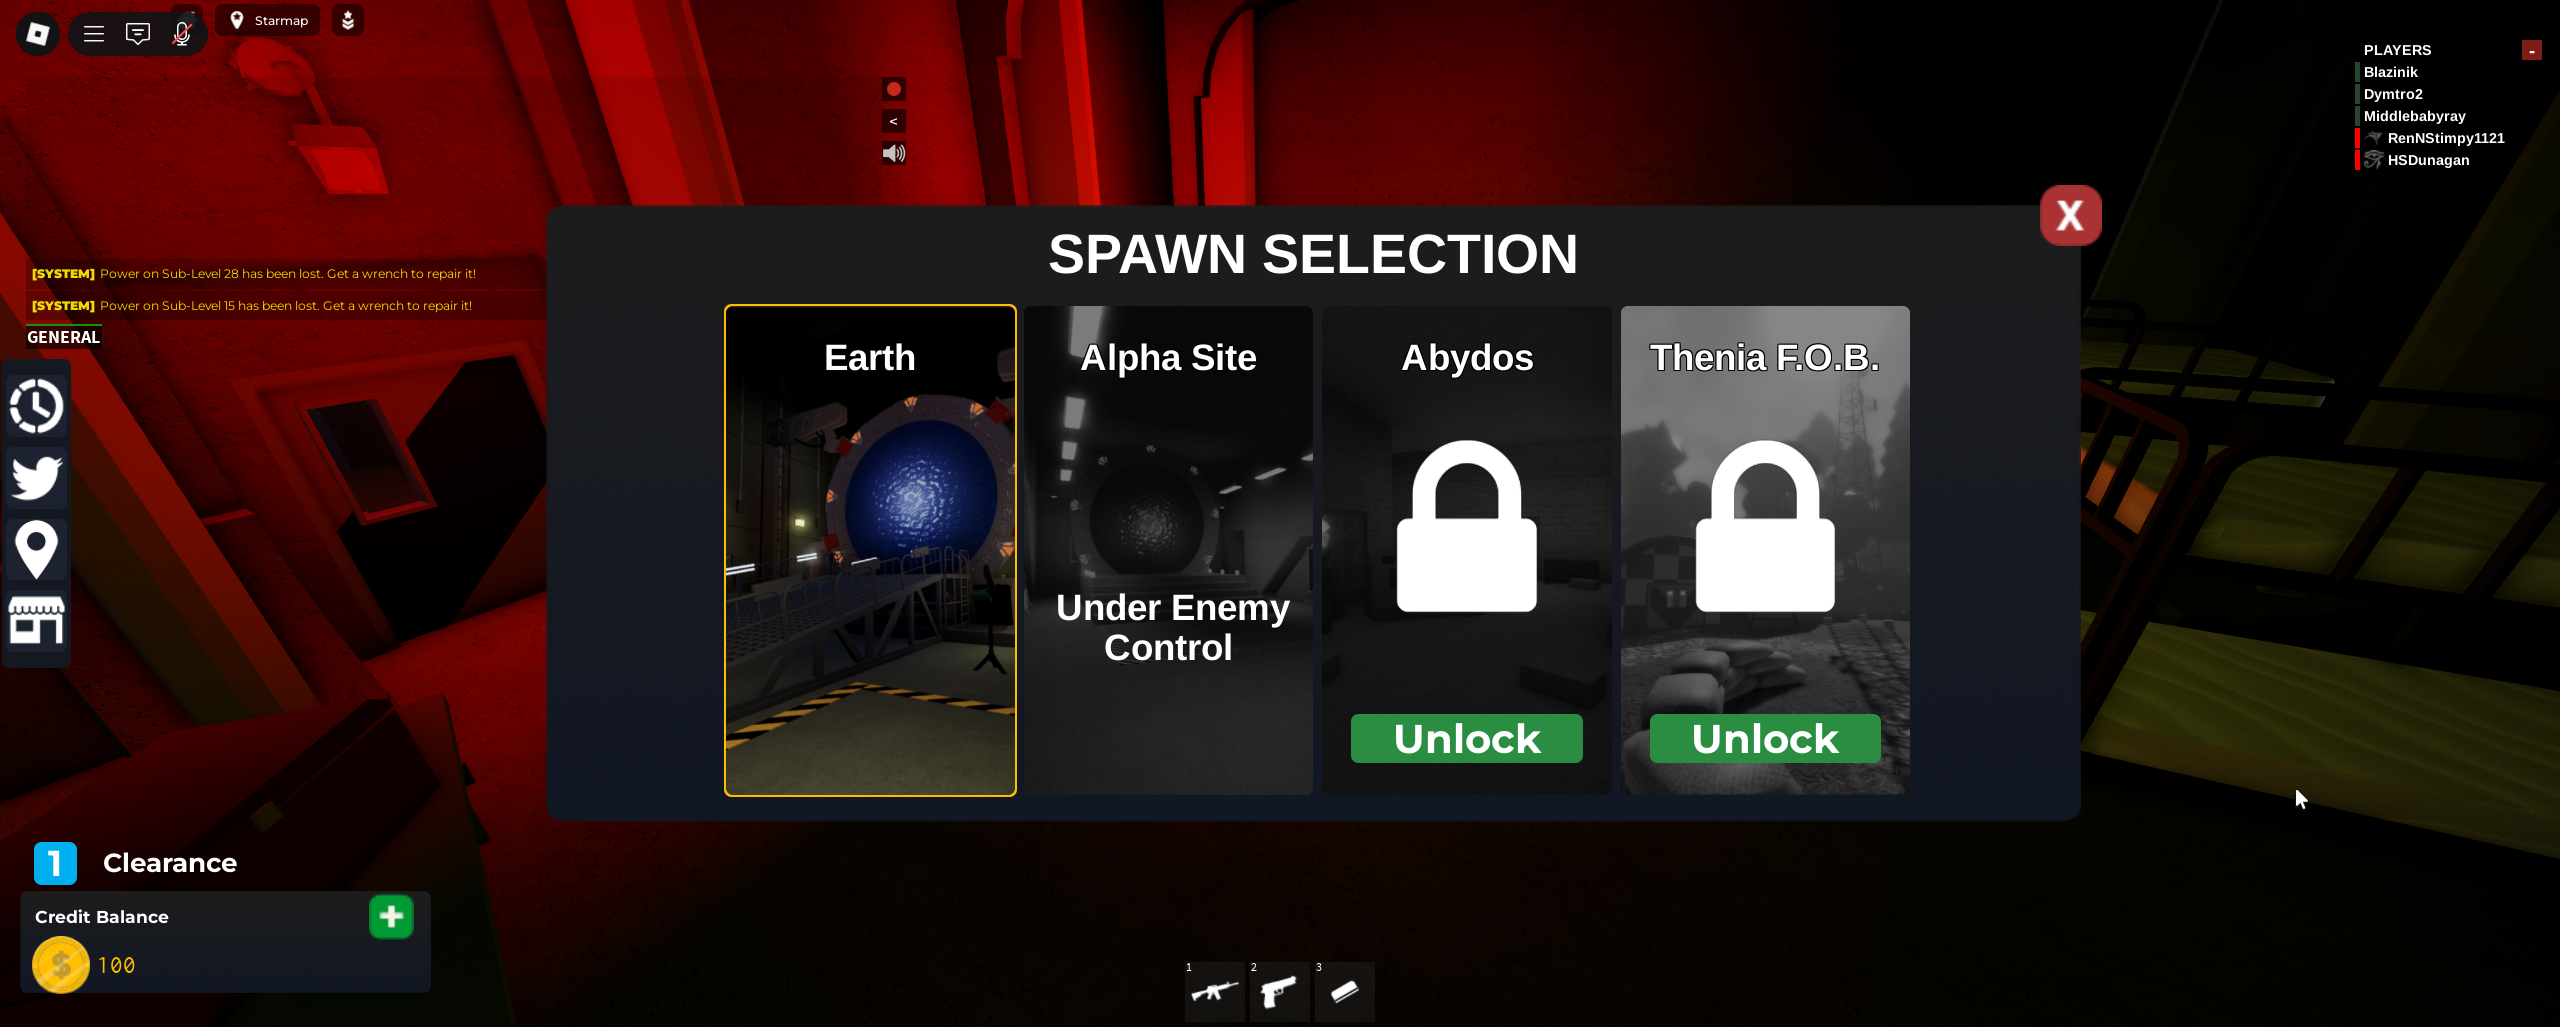 Starmap
PLAYERS
-
Blazinik
Dymtro2
Middlebabyray
RenNStimpy1121
HSDunagan
<
X
SPAWN SELECTION
[SYSTEM] Power on Sub-Level 28 has been lost. Get a wrench to repair it!
[SYSTEM] Power on Sub-Level 15 has been lost. Get a wrench to repair it!
GENERAL
Earth
Alpha Site
Under Enemy
Control
Abydos
Unlock
Thenia F.O.B.
Unlock
1 Clearance
Credit Balance
$ 100
1
2
3